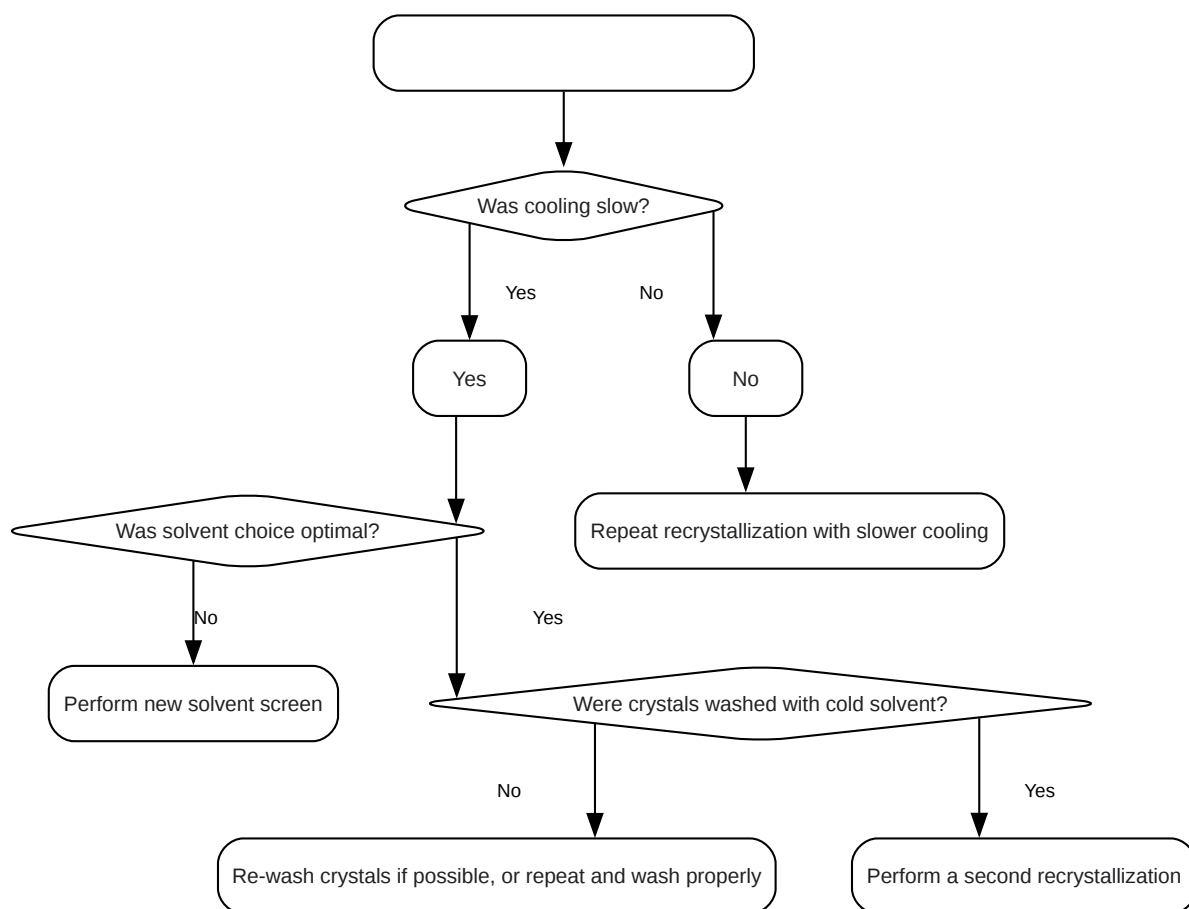 Was cooling slow?
Yes
No
Yes
No
Was solvent choice optimal?
Repeat recrystallization with slower cooling
No
Yes
Perform new solvent screen
Were crystals washed with cold solvent?
No
Yes
Re-wash crystals if possible, or repeat and wash properly
Perform a second recrystallization